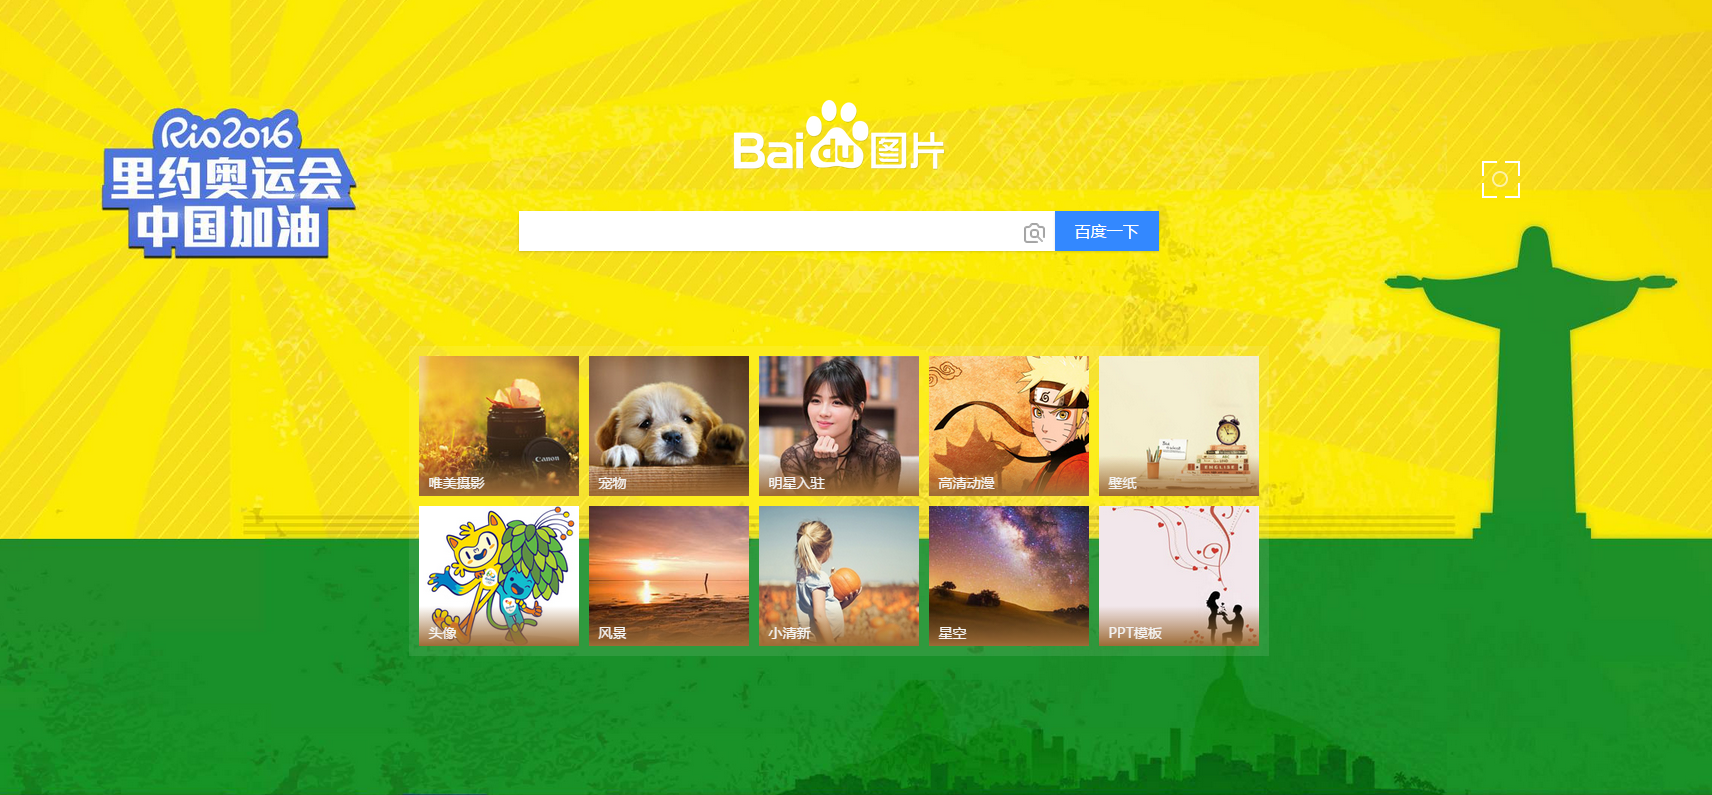 Rio2016
里约奥运会
中国加油
Bai du 图片
百度一下
Canon
唯美摄影
宠物
明星入驻
高清动漫
ENGLISH
壁纸
头像
风景
小清新
星空
PPT模板